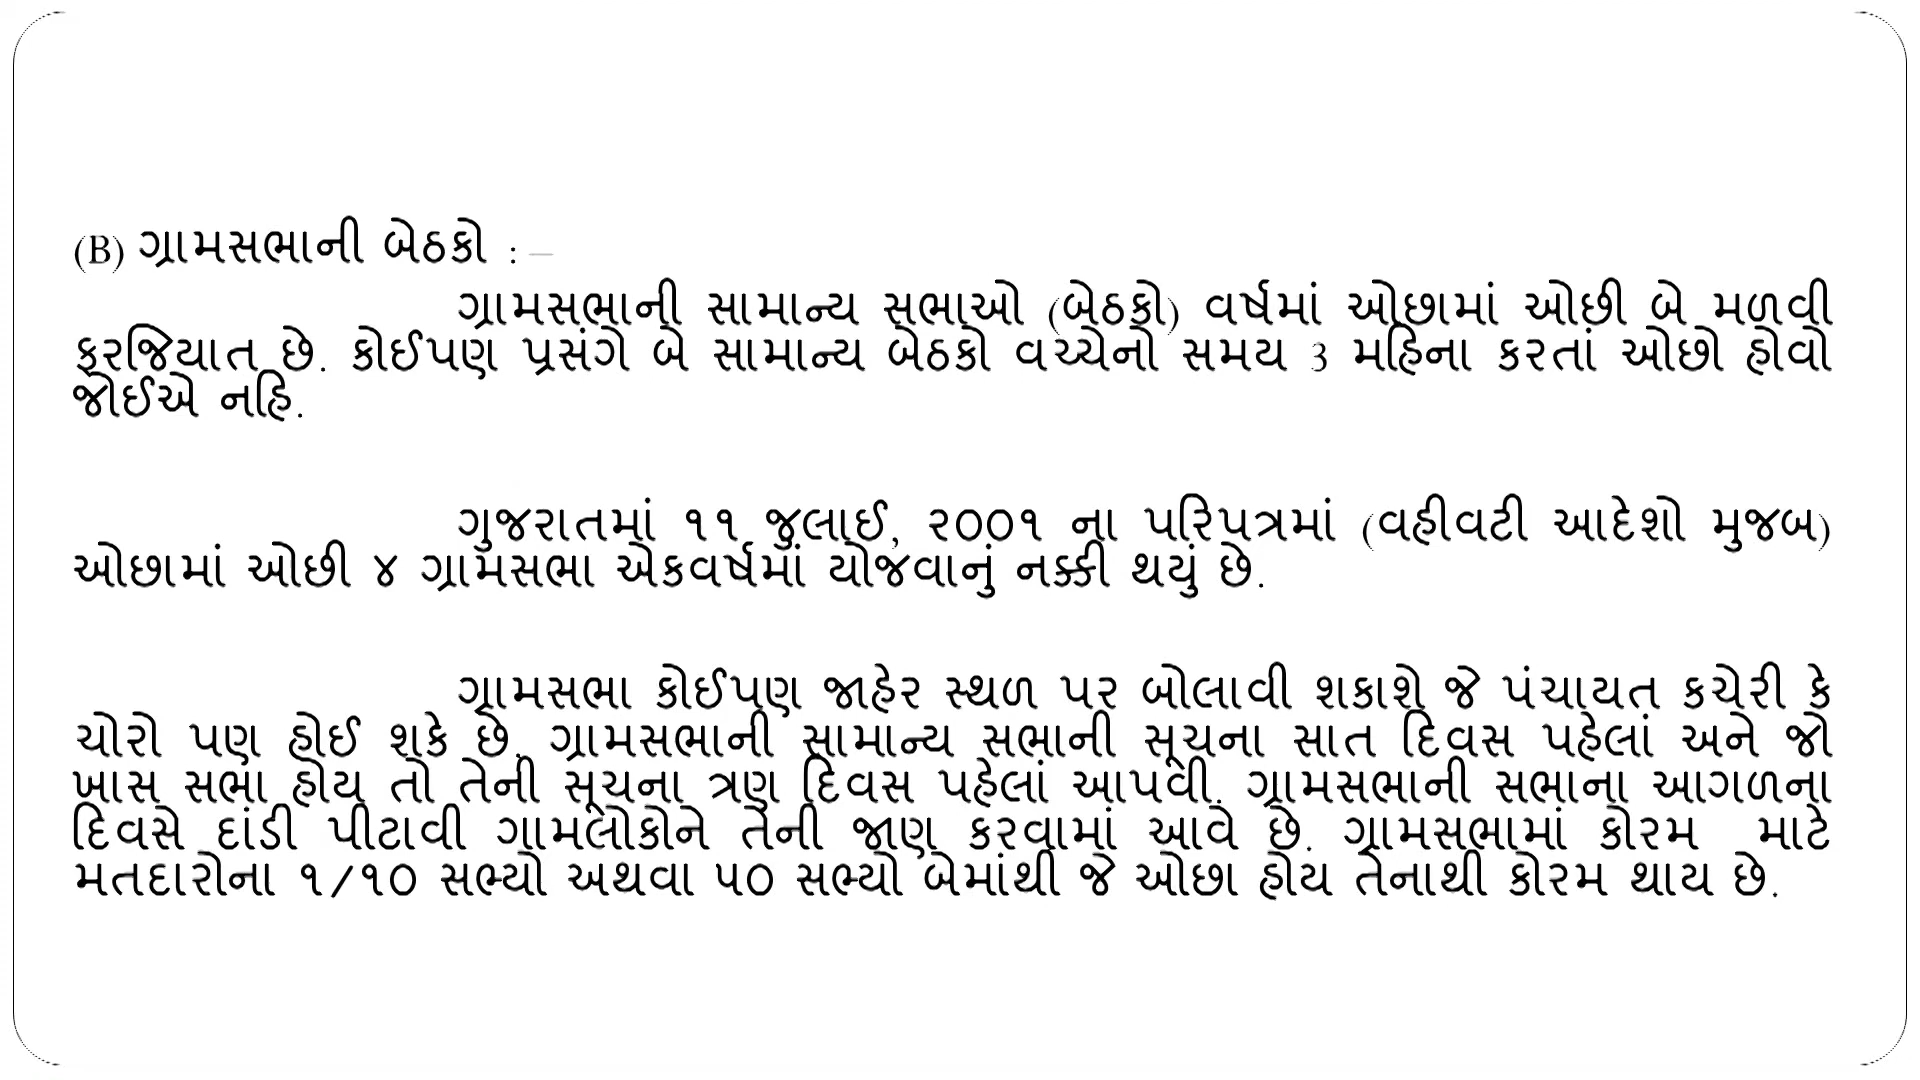 (B) ગ્રામસભાની બેઠકો : –
ગ્રામસભાની સામાન્ય સભાઓ (બેઠકો) વર્ષમાં ઓછામાં ઓછી બે મળવી
ફરજિયાત છે. કોઈપણ પ્રસંગે બે સામાન્ય બેઠકો વચ્ચેનો સમય 3 મહિના કરતાં ઓછો હોવો
જોઈએ નહિ.
ગુજરાતમાં ૧૧ જુલાઈ, ૨૦૦૧ ના પરિપત્રમાં (વહીવટી આદેશો મુજબ)
ઓછામાં ઓછી ૪ ગ્રામસભા એકવર્ષમાં યોજવાનું નક્કી થયું છે.
ગ્રામસભા કોઈપણ જાહેર સ્થળ પર બોલાવી શકાશે જે પંચાયત કચેરી કે
ચોરો પણ હોઈ શકે છે, ગ્રામસભાની સામાન્ય સભાની સૂચના સાત દિવસ પહેલાં અને જો
ખાસ સભા હોય તો તેની સૂચના ત્રણ દિવસ પહેલાં આપવી. ગ્રામસભાની સભાના આગળના
દિવસે દાંડી પીટાવી ગામલોકોને તેની જાણ કરવામાં આવે છે. ગ્રામસભામાં કોરમ માટે
મતદારોના ૧/૧૦ સભ્યો અથવા ૫૦ સભ્યો બેમાંથી જે ઓછા હોય તેનાથી કોરમ થાય છે.